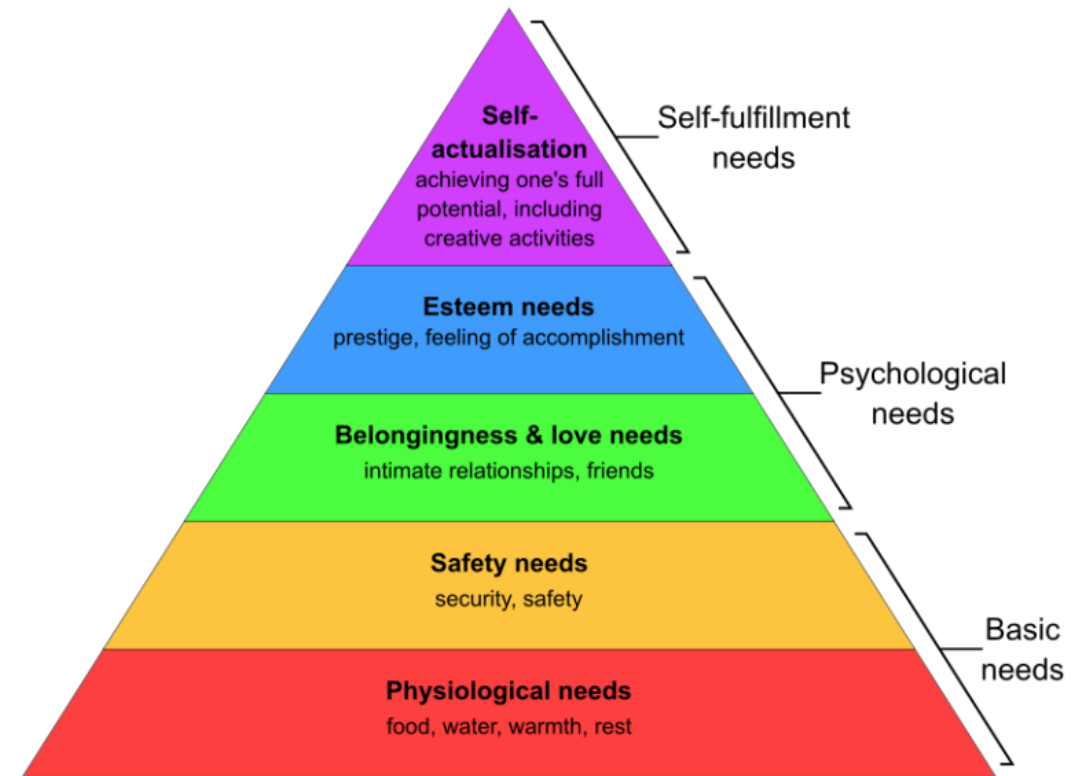 Self-
actualisation
achieving one's full
potential, including
creative activities
Self-fulfillment
needs
Esteem needs
prestige, feeling of accomplishment
Psychological
needs
Belongingness & love needs
intimate relationships, friends
Safety needs
security, safety
Basic
needs
Physiological needs
food, water, warmth, rest